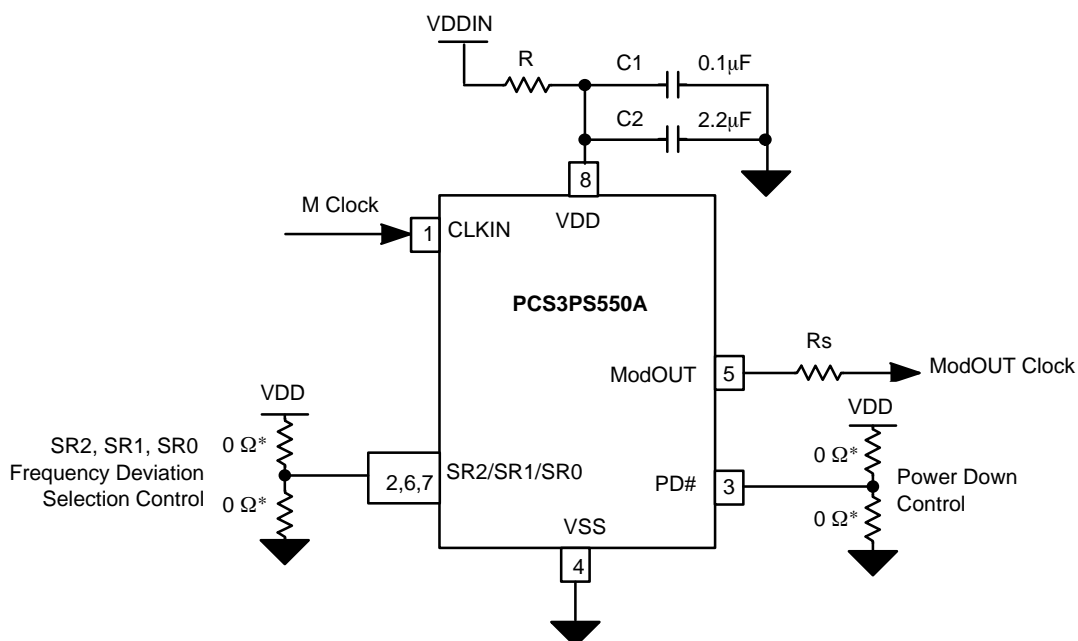 VDDIN
R
C1
0.1μF
C2
2.2μF
8
VDD
M Clock
1
CLKIN
PCS3PS550A
Rs
ModOUT
5
ModOUT Clock
VDD
VDD
SR2, SR1, SR0
Frequency Deviation
Selection Control
0 Ω*
0 Ω*
2,6,7
SR2/SR1/SR0
PD#
3
0 Ω*
0 Ω*
Power Down
Control
VSS
4